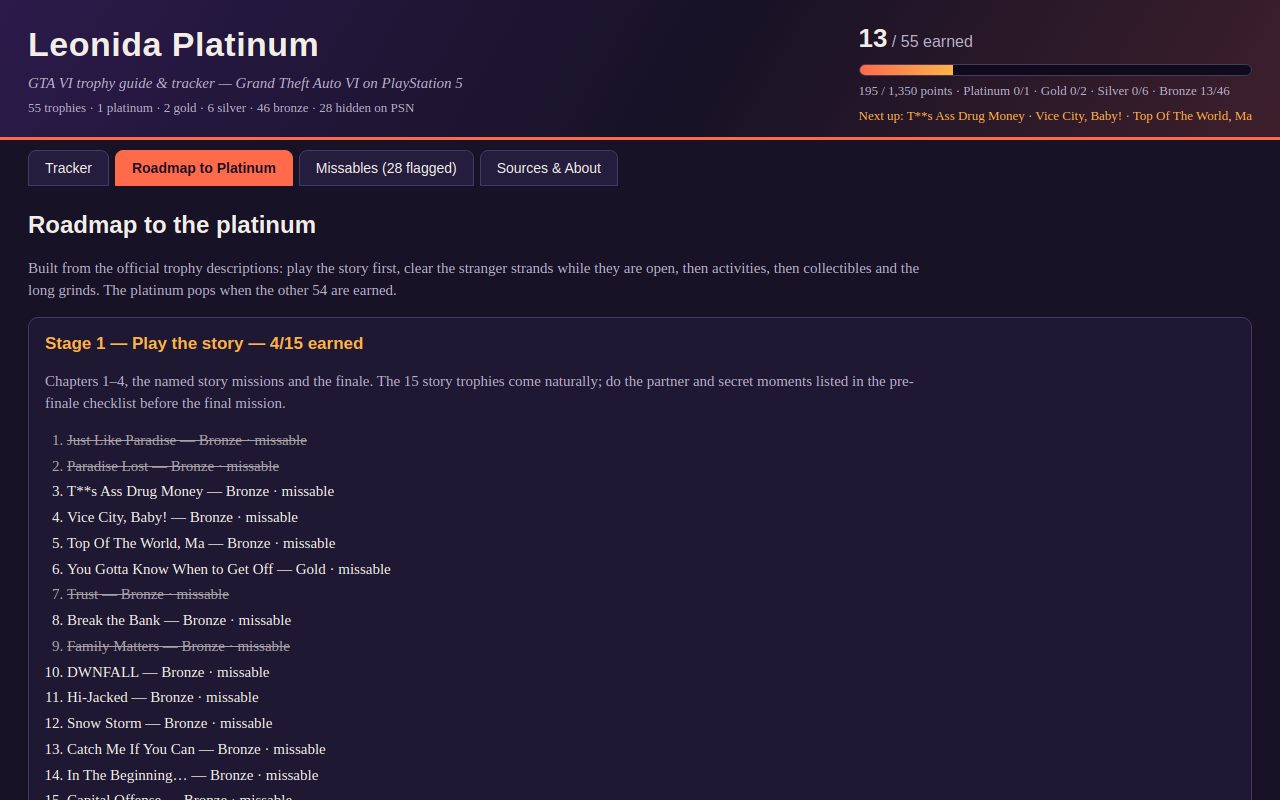 Leonida Platinum
GTA VI trophy guide & tracker — Grand Theft Auto VI on PlayStation 5
55 trophies · 1 platinum · 2 gold · 6 silver · 46 bronze · 28 hidden on PSN
13 / 55 earned
195 / 1,350 points · Platinum 0/1 · Gold 0/2 · Silver 0/6 · Bronze 13/46
Next up: T**s Ass Drug Money · Vice City, Baby! · Top Of The World, Ma
Tracker
Roadmap to Platinum
Missables (28 flagged)
Sources & About
Roadmap to the platinum
Built from the official trophy descriptions: play the story first, clear the stranger strands while they are open, then activities, then collectibles and the
long grinds. The platinum pops when the other 54 are earned.
Stage 1 — Play the story — 4/15 earned
Chapters 1–4, the named story missions and the finale. The 15 story trophies come naturally; do the partner and secret moments listed in the pre-
finale checklist before the final mission.
1. Just Like Paradise — Bronze · missable
2. Paradise Lost — Bronze · missable
3. T**s Ass Drug Money — Bronze · missable
4. Vice City, Baby! — Bronze · missable
5. Top Of The World, Ma — Bronze · missable
6. You Gotta Know When to Get Off — Gold · missable
7. Trust — Bronze · missable
8. Break the Bank — Bronze · missable
9. Family Matters — Bronze · missable
10. DWNFALL — Bronze · missable
11. Hi-Jacked — Bronze · missable
12. Snow Storm — Bronze · missable
13. Catch Me If You Can — Bronze · missable
14. In The Beginning… — Bronze · missable
15. Capital Offense — Bronze · missable